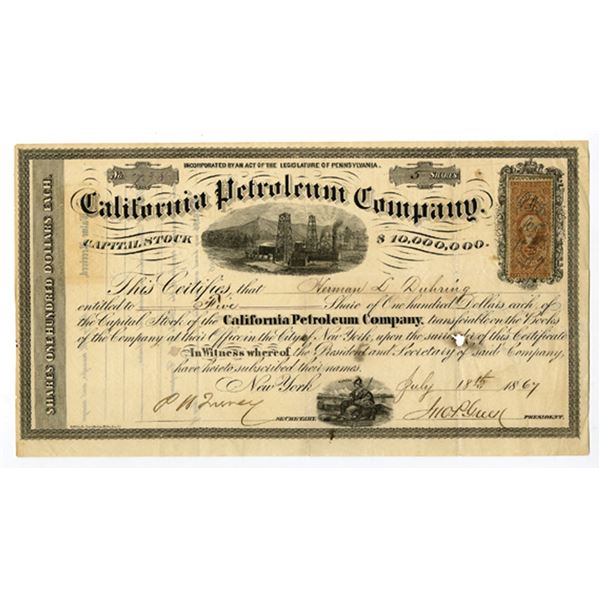 INCORPORATED BY AN ACT OF THE LEGISLATURE OF PENNSYLVANIA.
No. 5 SHARES
California Petroleum Company.
CAPITAL STOCK $10,000,000.
SHARES ONE HUNDRED DOLLARS EACH.
This Certifies, that Herman L Duhring
entitled to Five Share of One hundred Dollars each of
the Capital Stock of the California Petroleum Company, transferable on the Books
of the Company at their Office in the City of New York, upon the surrender of this Certificate
In Witness whereof the President and Secretary of said Company,
have hereto subscribed their names.
New York July 18th 1867
SECRETARY. PRESIDENT.